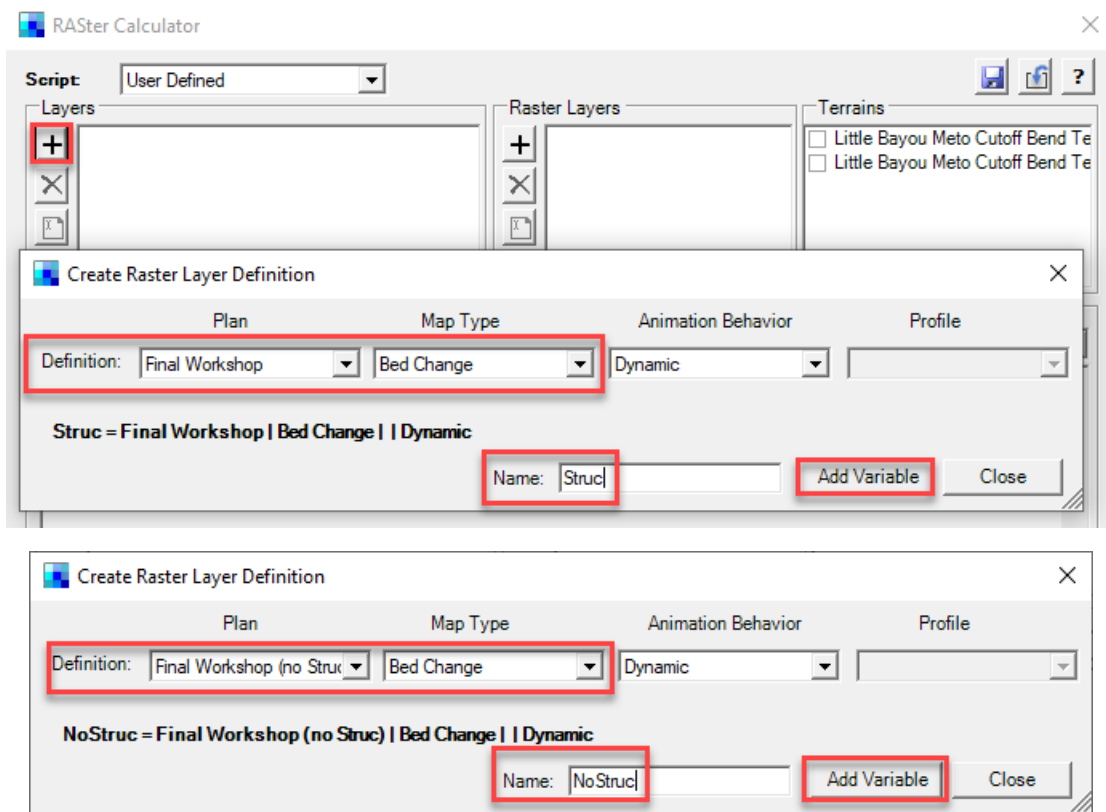 RASter Calculator
Script: User Defined
?
Layers Raster Layers Terrains
Little Bayou Meto Cutoff Bend Te
Little Bayou Meto Cutoff Bend Te
Create Raster Layer Definition
Plan Map Type Animation Behavior Profile
Definition: Final Workshop Bed Change Dynamic
Struc = Final Workshop | Bed Change | | Dynamic
Name: Struc Add Variable Close
Create Raster Layer Definition
Plan Map Type Animation Behavior Profile
Definition: Final Workshop (no Struc Bed Change Dynamic
NoStruc = Final Workshop (no Struc) | Bed Change | | Dynamic
Name: NoStruc Add Variable Close